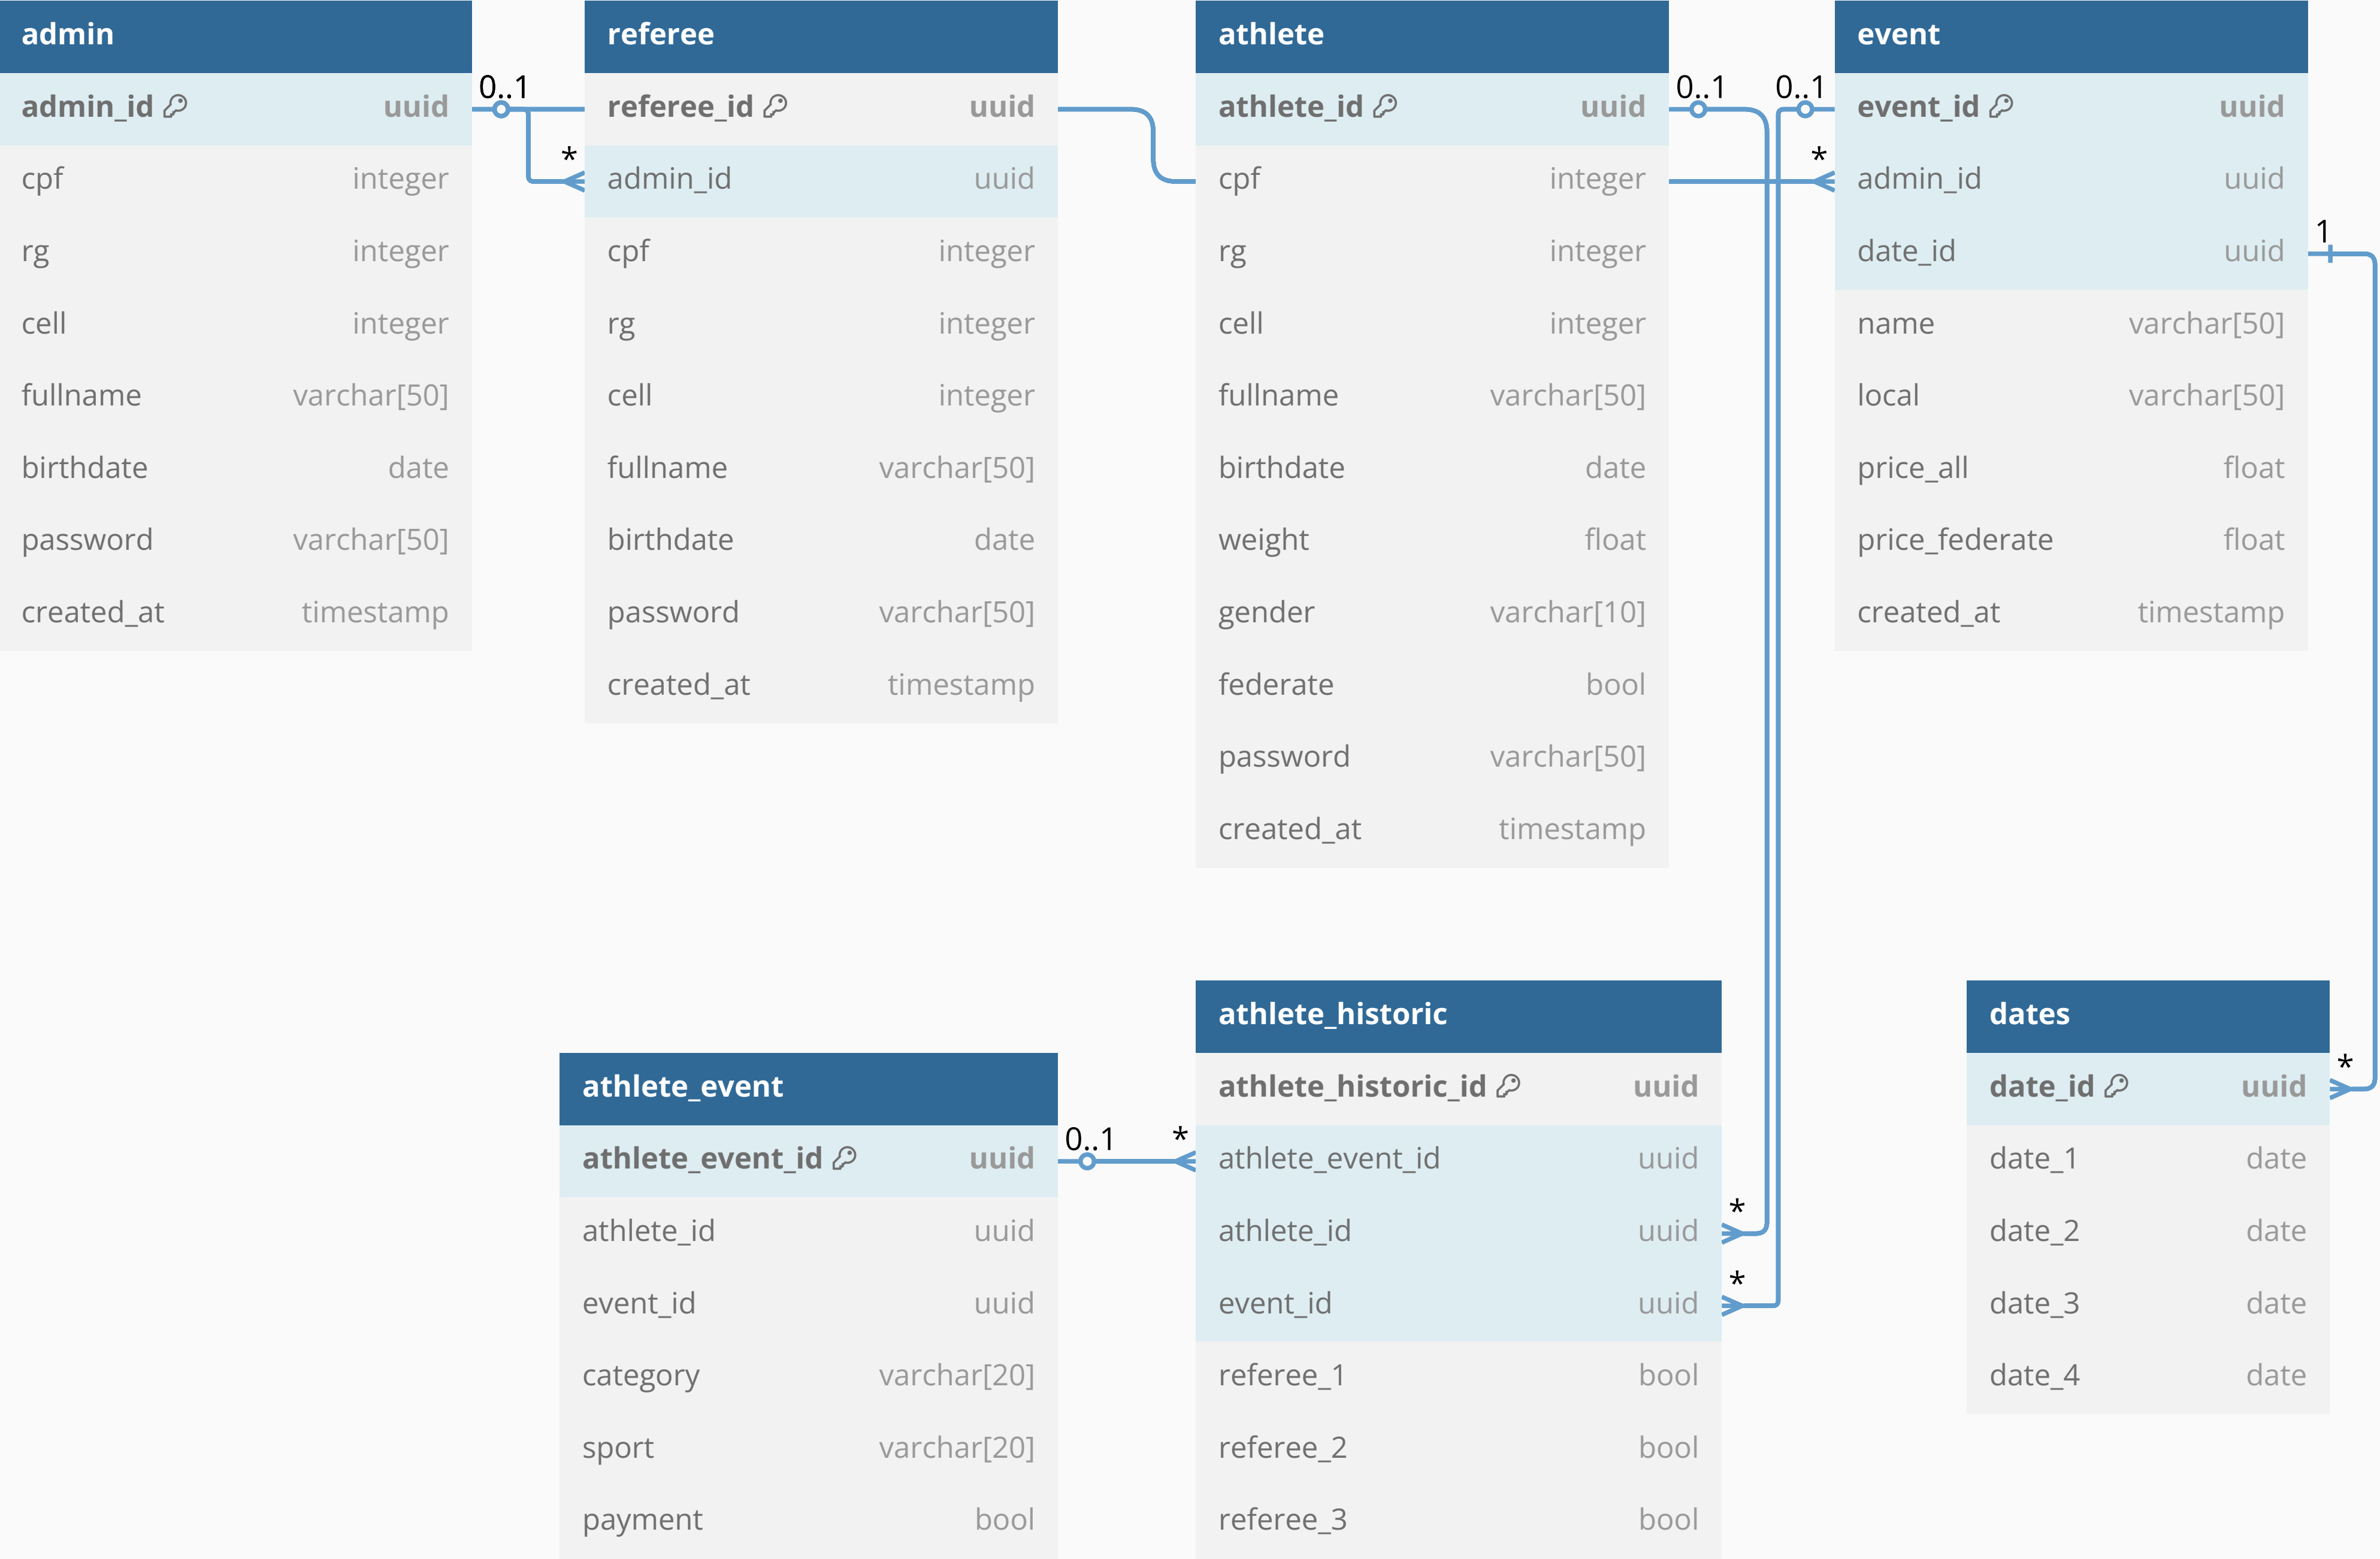 admin
admin_id uuid
cpf integer
rg integer
cell integer
fullname varchar[50]
birthdate date
password varchar[50]
created_at timestamp
0..1
*
referee
referee_id uuid
admin_id uuid
cpf integer
rg integer
cell integer
fullname varchar[50]
birthdate date
password varchar[50]
created_at timestamp
athlete
athlete_id uuid
cpf integer
rg integer
cell integer
fullname varchar[50]
birthdate date
weight float
gender varchar[10]
federate bool
password varchar[50]
created_at timestamp
0..1
0..1
*
event
event_id uuid
admin_id uuid
date_id uuid
name varchar[50]
local varchar[50]
price_all float
price_federate float
created_at timestamp
1
athlete_event
athlete_event_id uuid
athlete_id uuid
event_id uuid
category varchar[20]
sport varchar[20]
payment bool
0..1
*
athlete_historic
athlete_historic_id uuid
athlete_event_id uuid
athlete_id uuid
event_id uuid
referee_1 bool
referee_2 bool
referee_3 bool
*
*
dates
date_id uuid
date_1 date
date_2 date
date_3 date
date_4 date
*